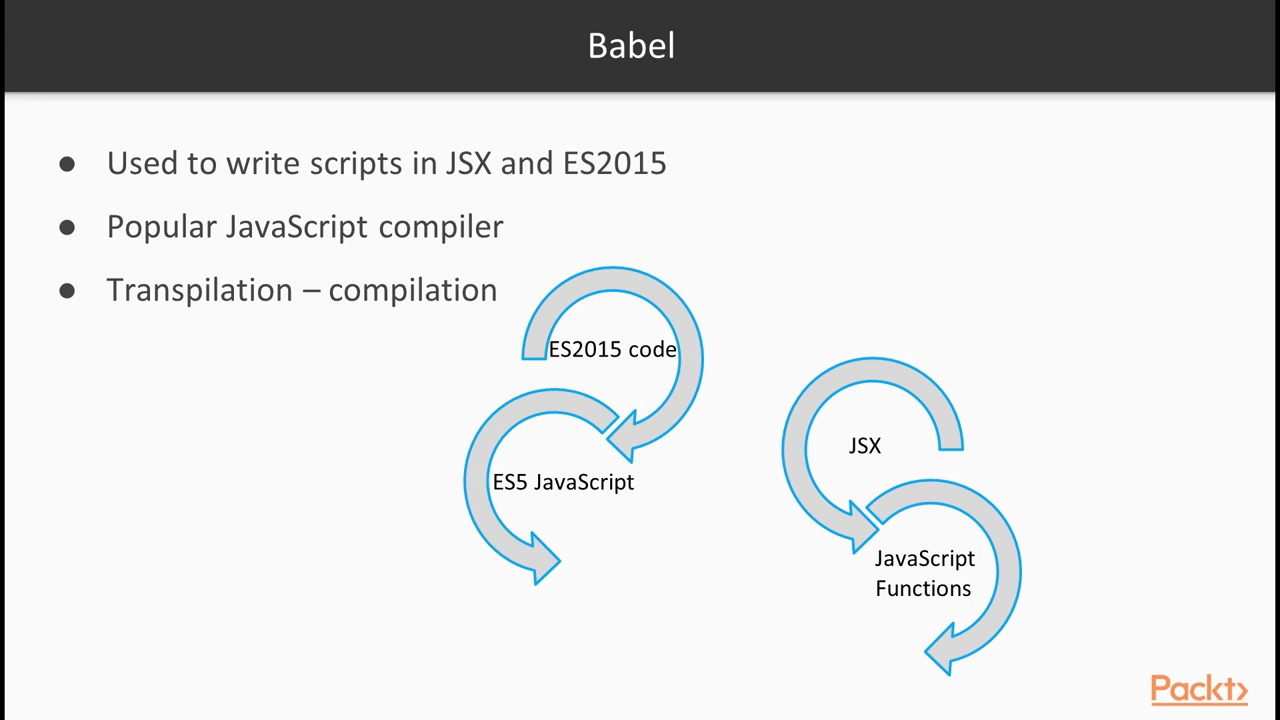 Babel
● Used to write scripts in JSX and ES2015
● Popular JavaScript compiler
● Transpilation – compilation
ES2015 code
ES5 JavaScript
JSX
JavaScript
Functions
Packt>